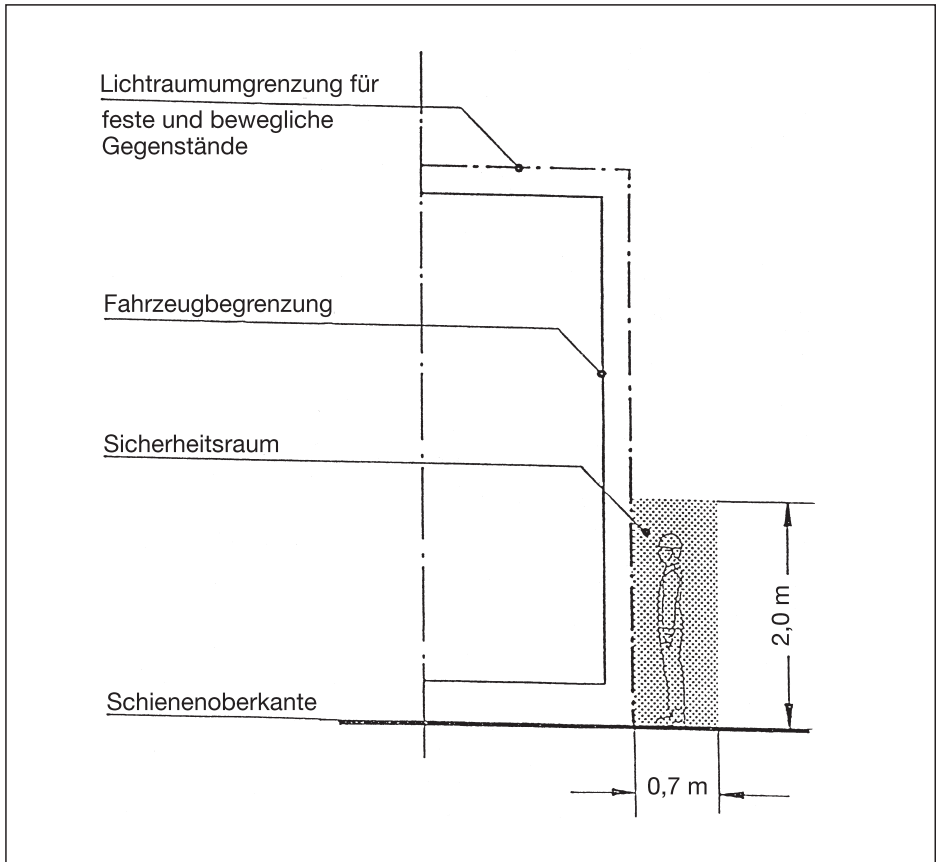 Lichtraumumgrenzung für
feste und bewegliche
Gegenstände
Fahrzeugbegrenzung
Sicherheitsraum
2,0 m
Schienenoberkante
0,7 m